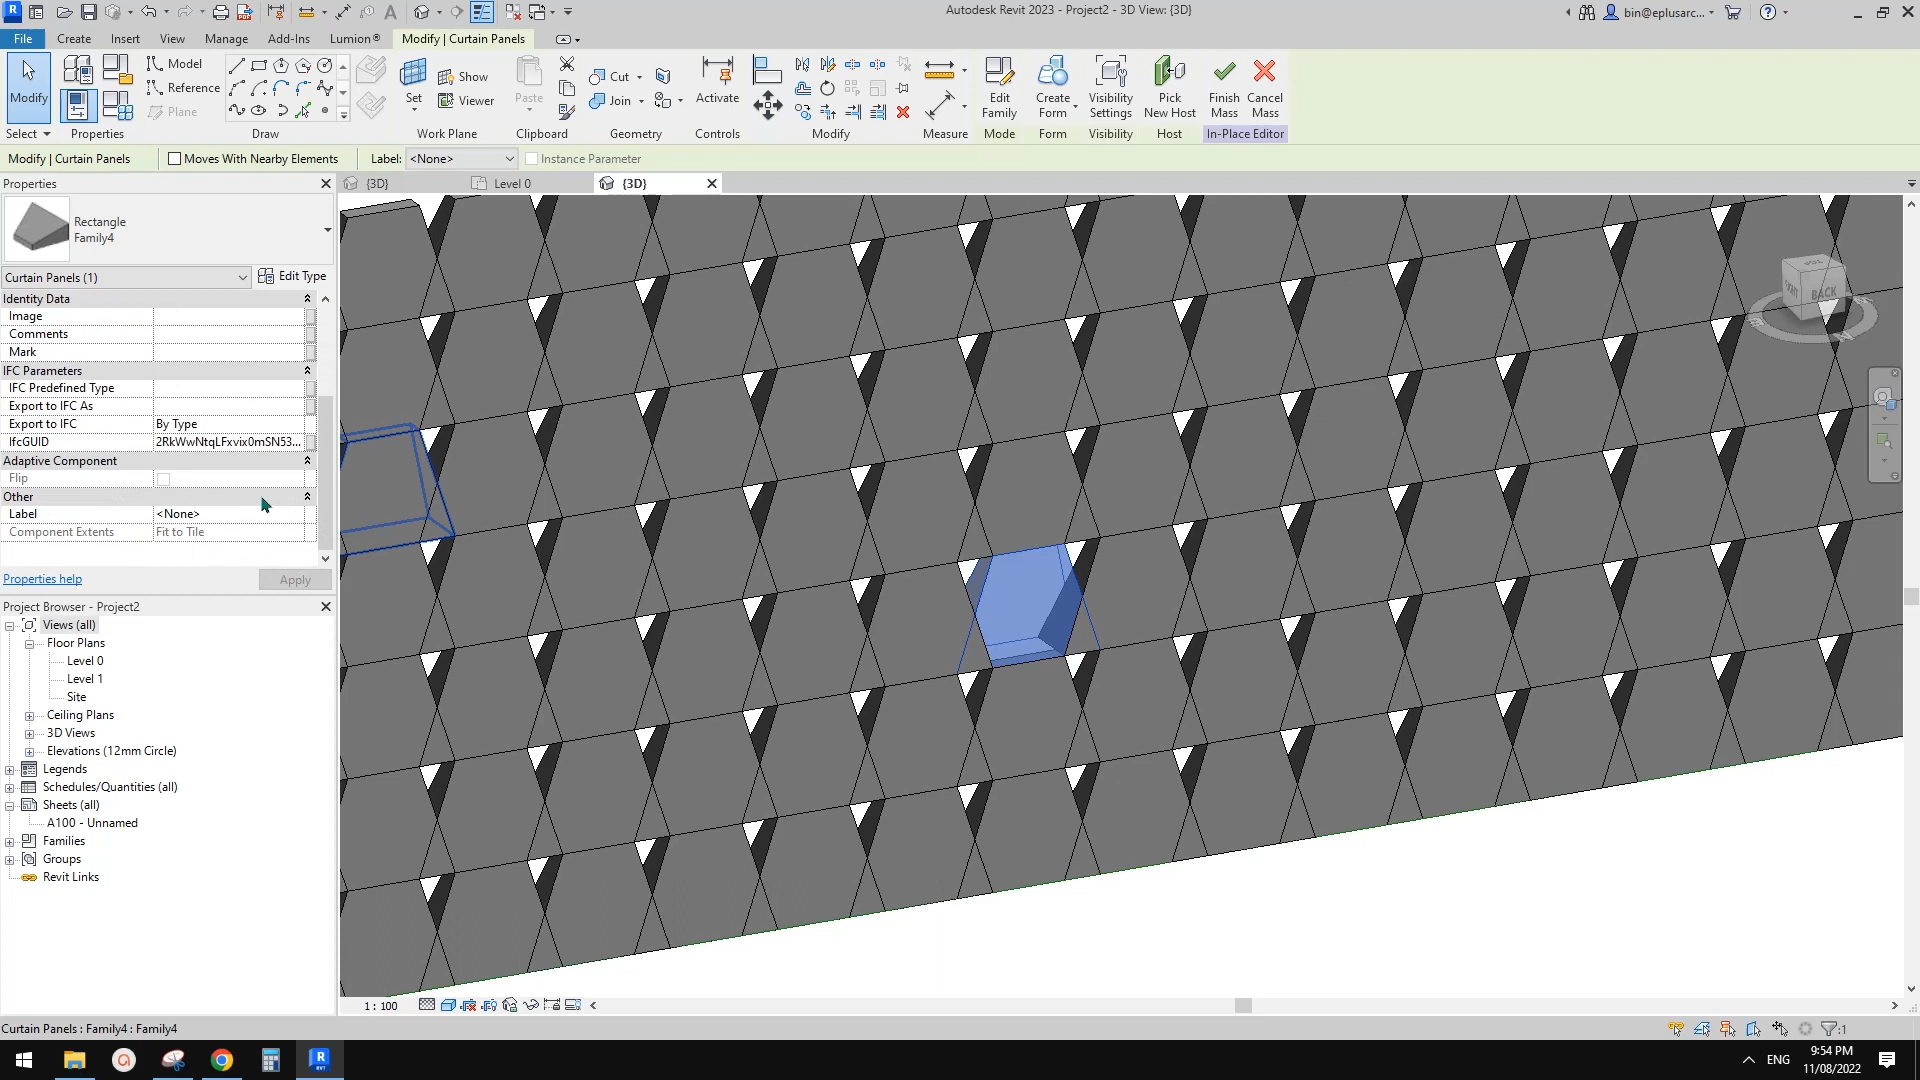 Autodesk Revit 2023 - Project2 - 3D View: {3D}
bin@eplusarc...
File Create Insert View Manage Add-Ins Lumion® Modify | Curtain Panels
Modify
Select
Properties
Model
Reference
Plane
Draw
Set
Show
Viewer
Work Plane
Paste
Clipboard
Cut
Join
Geometry
Activate
Controls
Modify
Measure
Edit Family
Mode
Create Form
Form
Visibility Settings
Visibility
Pick New Host
Host
Finish Mass
Cancel Mass
In-Place Editor
Modify | Curtain Panels
Moves With Nearby Elements
Label: <None>
Instance Parameter
Properties
{3D}
Level 0
{3D}
Rectangle
Family4
Curtain Panels (1)
Edit Type
Identity Data
Image
Comments
Mark
IFC Parameters
IFC Predefined Type
Export to IFC As
Export to IFC By Type
IfcGUID 2RkWwNtqLFxvix0mSN53...
Adaptive Component
Flip
Other
Label <None>
Component Extents Fit to Tile
Properties help
Apply
Project Browser - Project2
Views (all)
Floor Plans
Level 0
Level 1
Site
Ceiling Plans
3D Views
Elevations (12mm Circle)
Legends
Schedules/Quantities (all)
Sheets (all)
A100 - Unnamed
Families
Groups
Revit Links
BACK
1 : 100
Curtain Panels : Family4 : Family4
:1
ENG
9:54 PM
11/08/2022